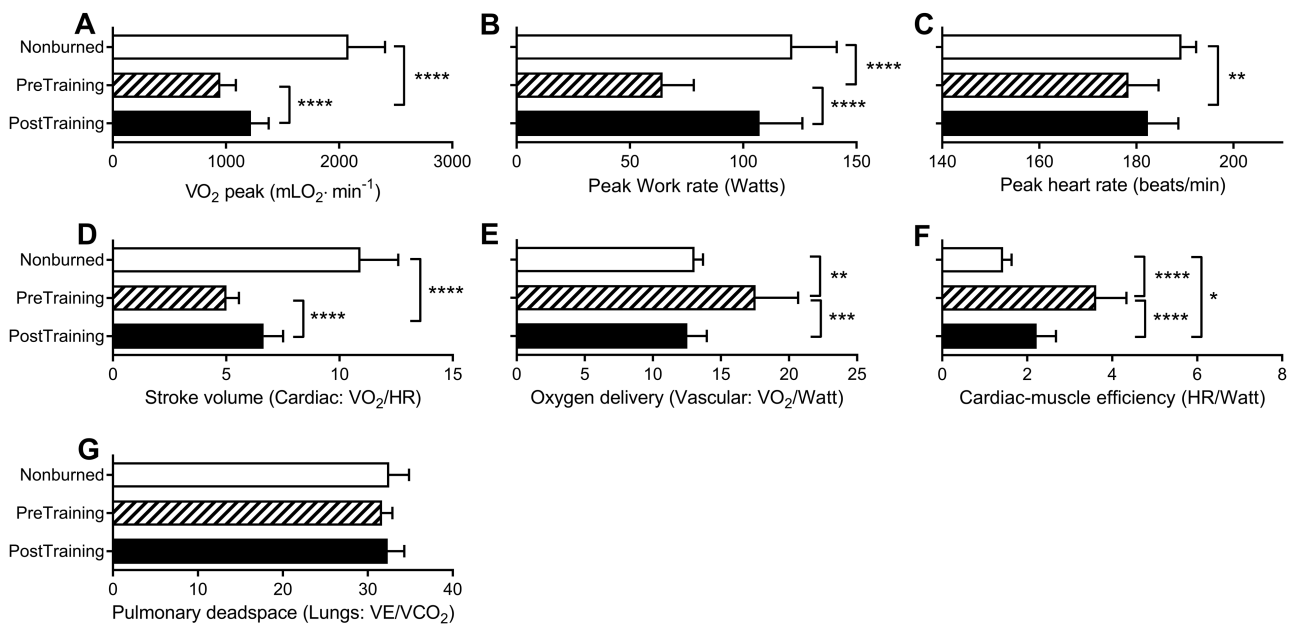 A
Nonburned
PreTraining
PostTraining
****
****
0 1000 2000 3000
VO2 peak (mLO2· min-1)
B
****
****
0 50 100 150
Peak Work rate (Watts)
C
**
140 160 180 200
Peak heart rate (beats/min)
D
Nonburned
PreTraining
PostTraining
****
****
0 5 10 15
Stroke volume (Cardiac: VO2/HR)
E
**
***
0 5 10 15 20 25
Oxygen delivery (Vascular: VO2/Watt)
F
****
****
*
0 2 4 6 8
Cardiac-muscle efficiency (HR/Watt)
G
Nonburned
PreTraining
PostTraining
0 10 20 30 40
Pulmonary deadspace (Lungs: VE/VCO2)